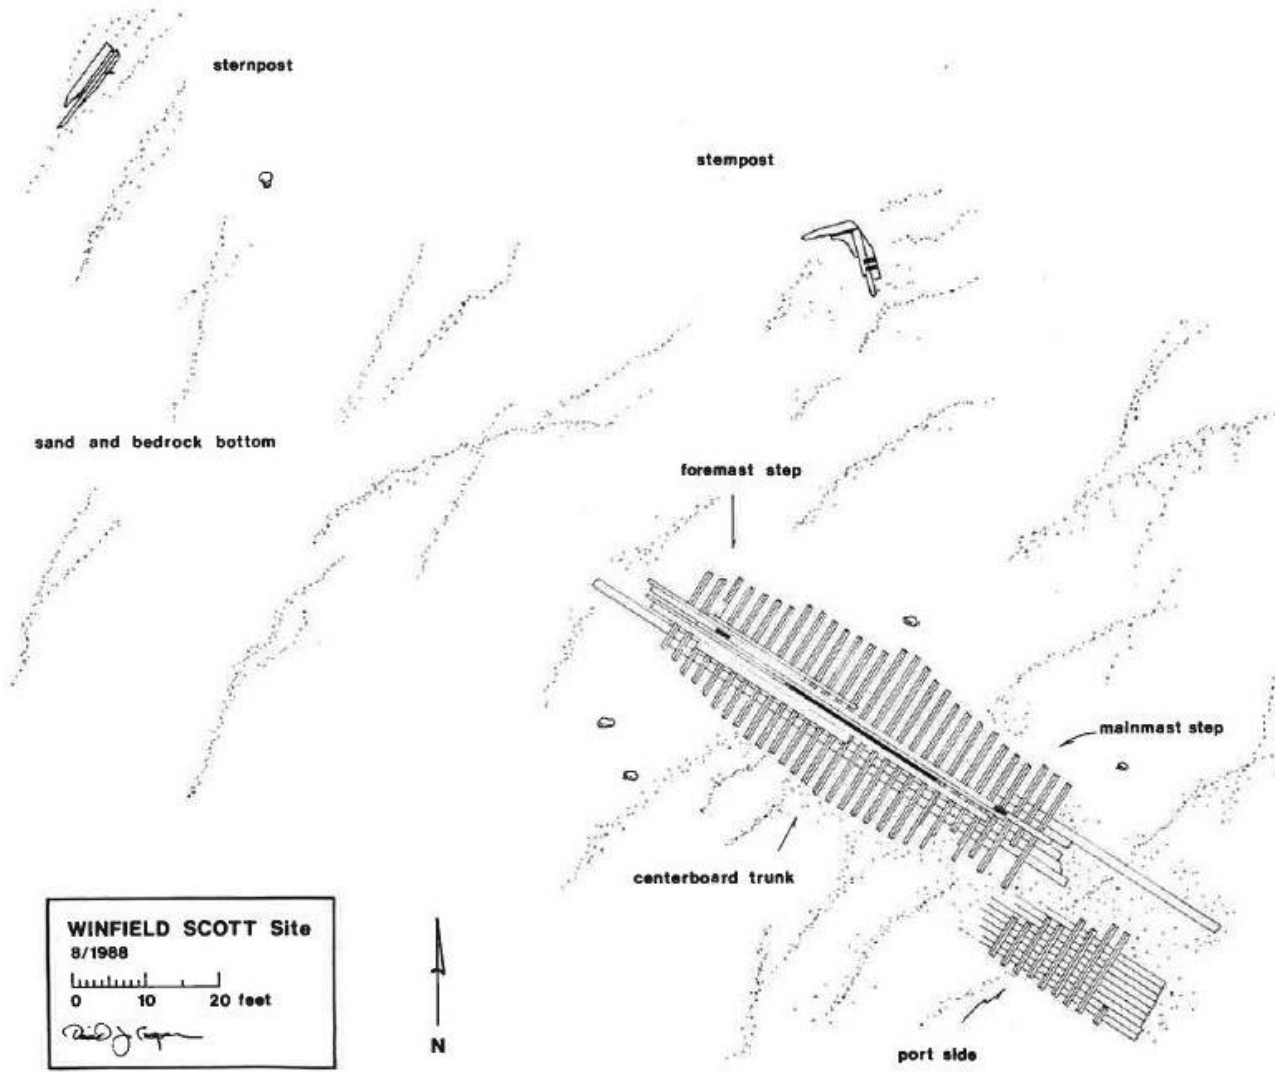 sternpost
stempost
sand and bedrock bottom
foremast step
mainmast step
centerboard trunk
WINFIELD SCOTT Site
8/1988
0 10 20 feet
N
port side